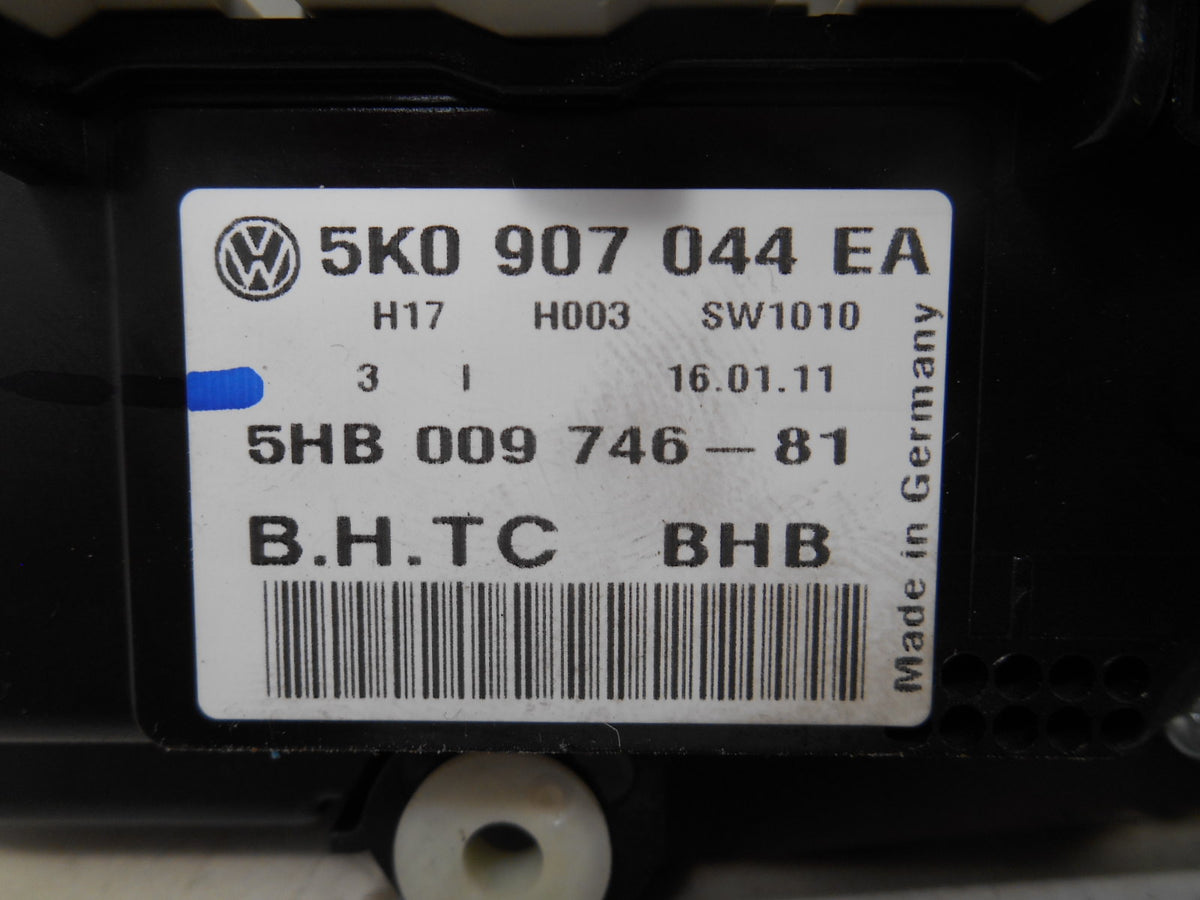 5K0 907 044 EA
H17 H003 SW1010
3 I 16.01.11
5HB 009 746-81
B.H.TC BHB
Made in Germany